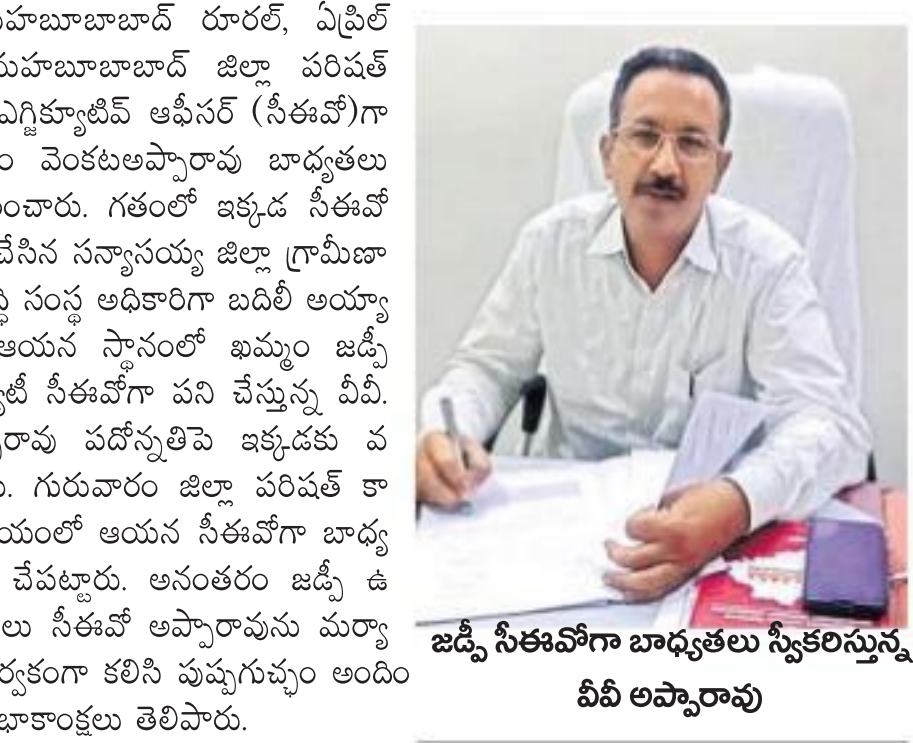 మహబూబాబాద్ రూరల్, ఏప్రిల్
మహబూబాబాద్ జిల్లా పరిషత్
ఎగ్జిక్యూటివ్ ఆఫీసర్ (సీఈవో)గా
వెంకటఅప్పారావు బాధ్యతలు
గతంలో ఇక్కడ సీఈవో
చేసిన సన్యాసయ్య జిల్లా గ్రామీణా
సంస్థ అధికారిగా బదిలీ అయ్యా
ఆయన స్థానంలో ఖమ్మం జడ్పీ
సీఈవోగా పని చేస్తున్న వీవీ.
పదోన్నతిపె ఇక్కడకు వ
గురువారం జిల్లా పరిషత్ కా
యంలో ఆయన సీఈవోగా బాధ్య
చేపట్టారు. అనంతరం జడ్పీ ఉ
లు సీఈవో అప్పారావును మర్యా
ర్వకంగా కలిసి పుష్పగుచ్ఛం అందిం
భాకాంక్షలు తెలిపారు.
జడ్పీ సీఈవోగా బాధ్యతలు స్వీకరిస్తున్న
వీవీ అప్పారావు